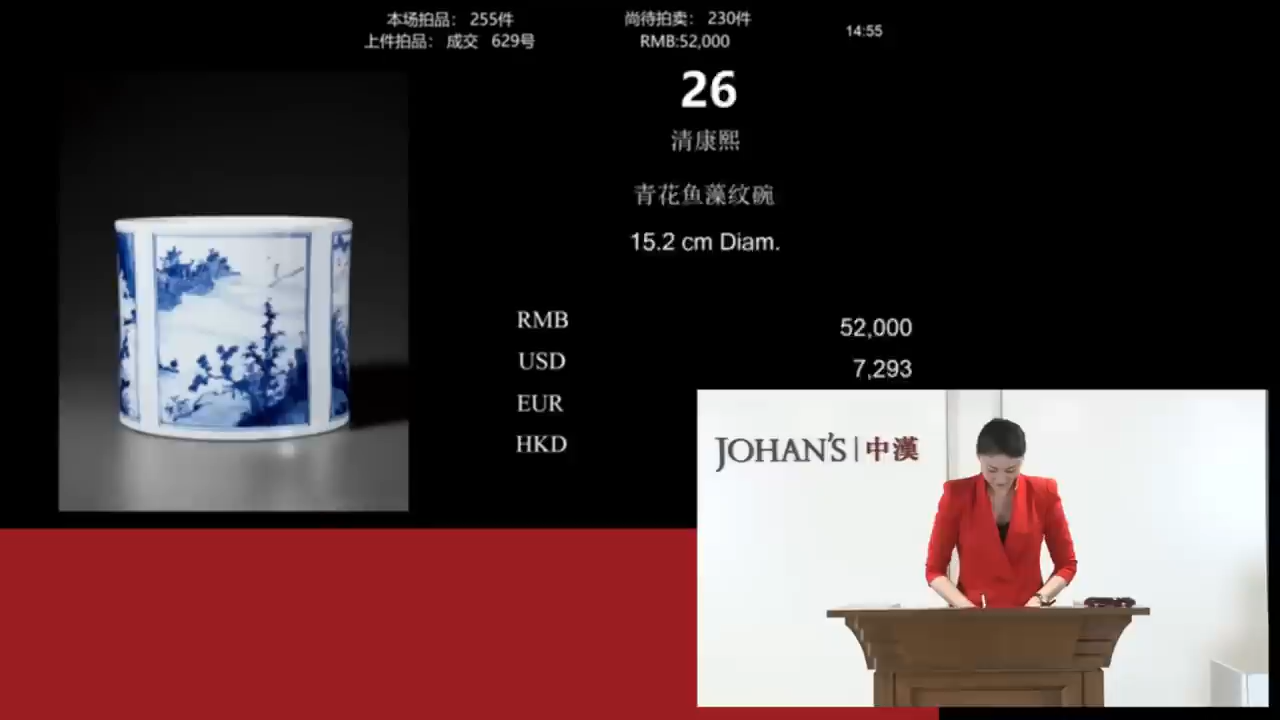 本场拍品: 255件
上件拍品: 成交 629号
尚待拍卖: 230件
RMB:52,000
14:55
26
清康熙
青花鱼藻纹碗
15.2 cm Diam.
RMB 52,000
USD 7,293
EUR
HKD
JOHAN'S | 中漢